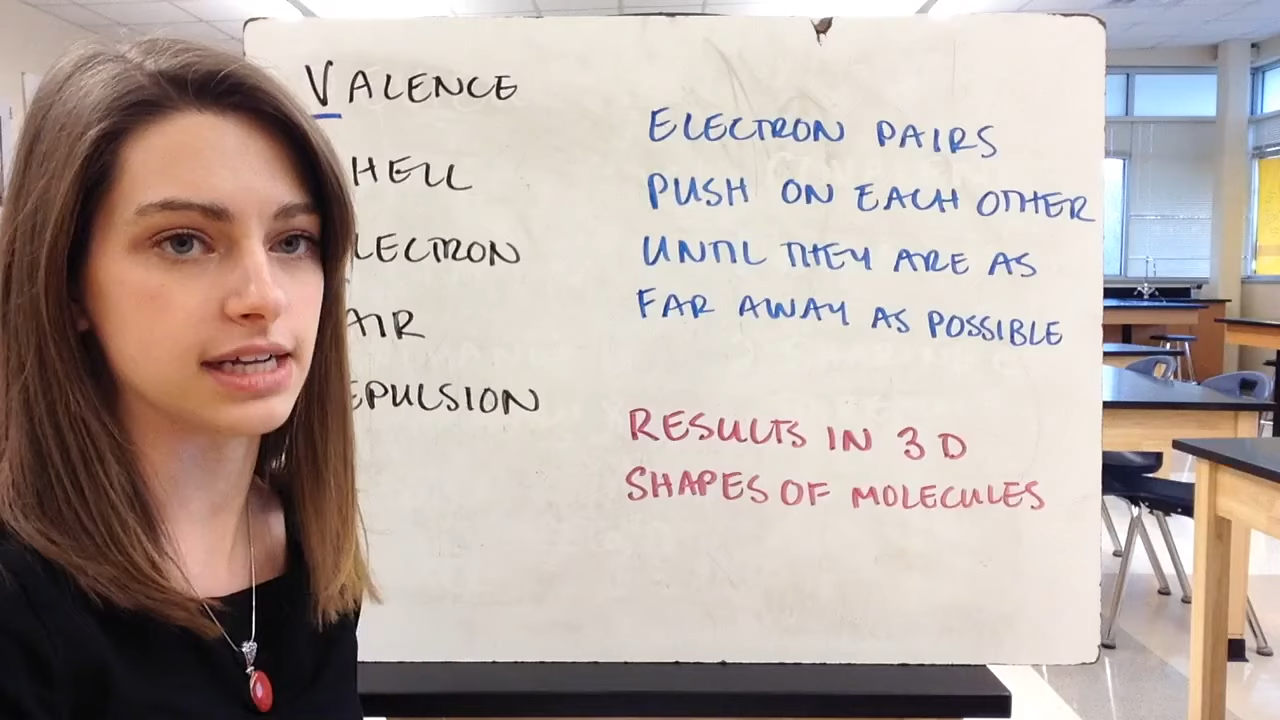 VALENCE
HELL
LECTRON
AIR
EPULSION
ELECTRON PAIRS
PUSH ON EACH OTHER
UNTIL THEY ARE AS
FAR AWAY AS POSSIBLE
RESULTS IN 3D
SHAPES OF MOLECULES